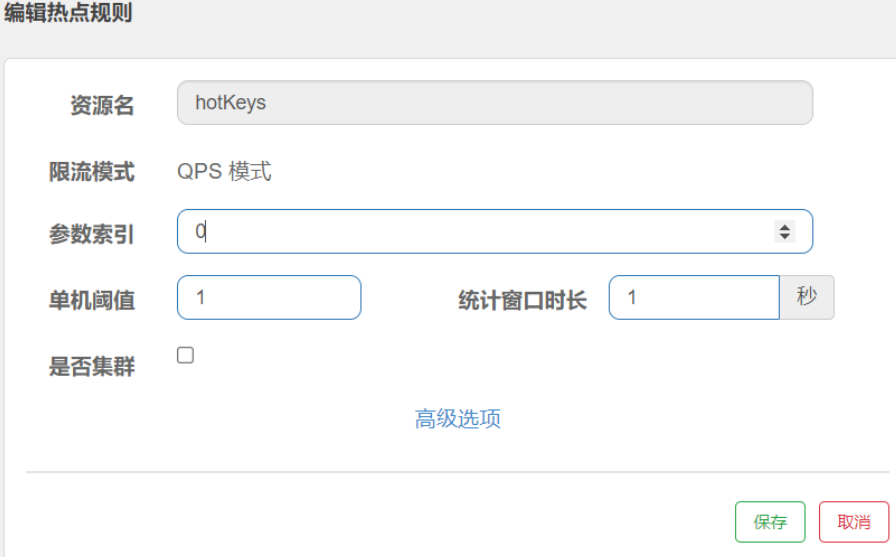 编辑热点规则
资源名 hotKeys
限流模式 QPS 模式
参数索引 0
单机阈值 1 统计窗口时长 1 秒
是否集群
高级选项
保存 取消